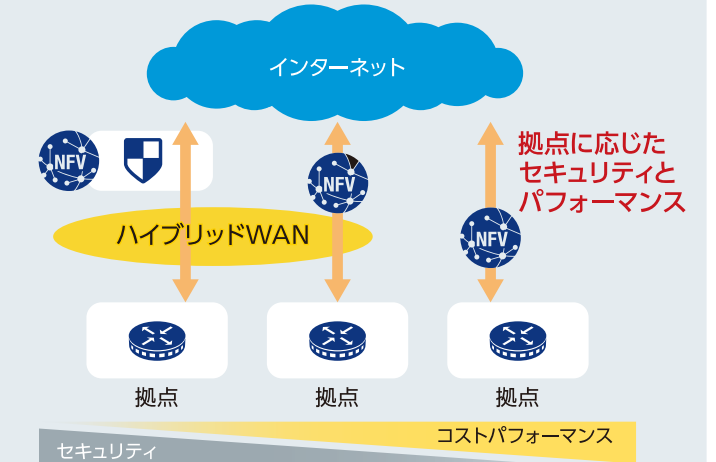 インターネット
NFV
NFV
拠点に応じた
セキュリティと
パフォーマンス
ハイブリッドWAN
NFV
拠点
拠点
拠点
コストパフォーマンス
セキュリティ